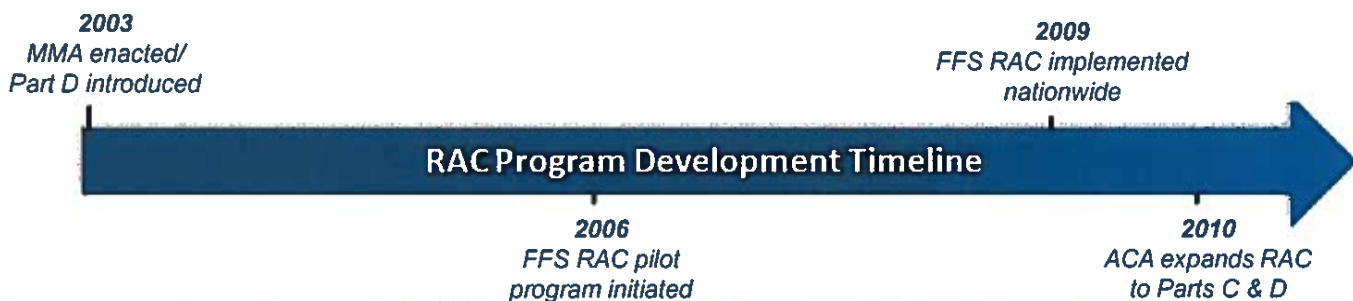 2003
MMA enacted/
Part D introduced
2009
FFS RAC implemented
nationwide
RAC Program Development Timeline
2006
FFS RAC pilot
program initiated
2010
ACA expands RAC
to Parts C & D